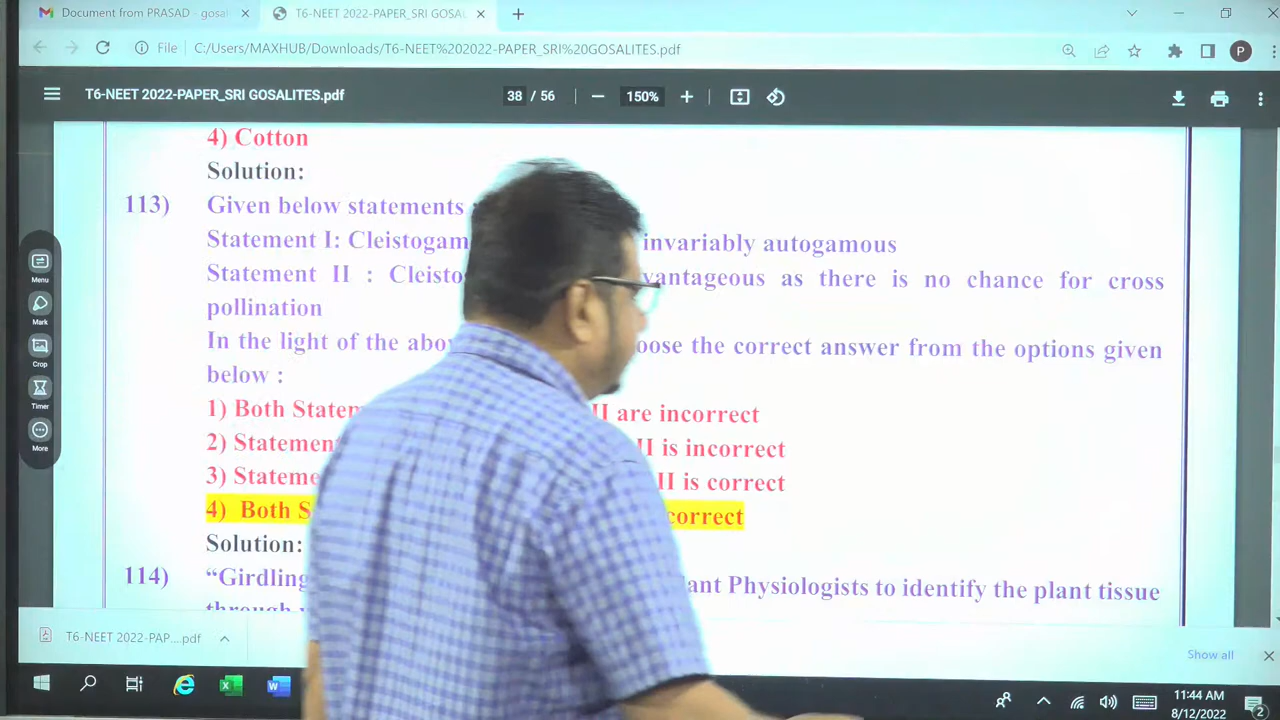 Document from PRASAD - gosal
T6-NEET 2022-PAPER_SRI GOSAL
File
C:/Users/MAXHUB/Downloads/T6-NEET%202022-PAPER_SRI%20GOSALITES.pdf
P
T6-NEET 2022-PAPER_SRI GOSALITES.pdf
38 / 56
150%
4) Cotton
Solution:
113) Given below statements
Statement I: Cleistogam invariably autogamous
Statement II : Cleisto vantageous as there is no chance for cross
pollination
In the light of the abo oose the correct answer from the options given
below :
1) Both Statem II are incorrect
2) Statement II is incorrect
3) Stateme II is correct
4) Both S correct
Solution:
114) “Girdling ant Physiologists to identify the plant tissue
through
Menu
Mark
Crop
Timer
More
T6-NEET 2022-PAP....pdf
Show all
11:44 AM
8/12/2022
2